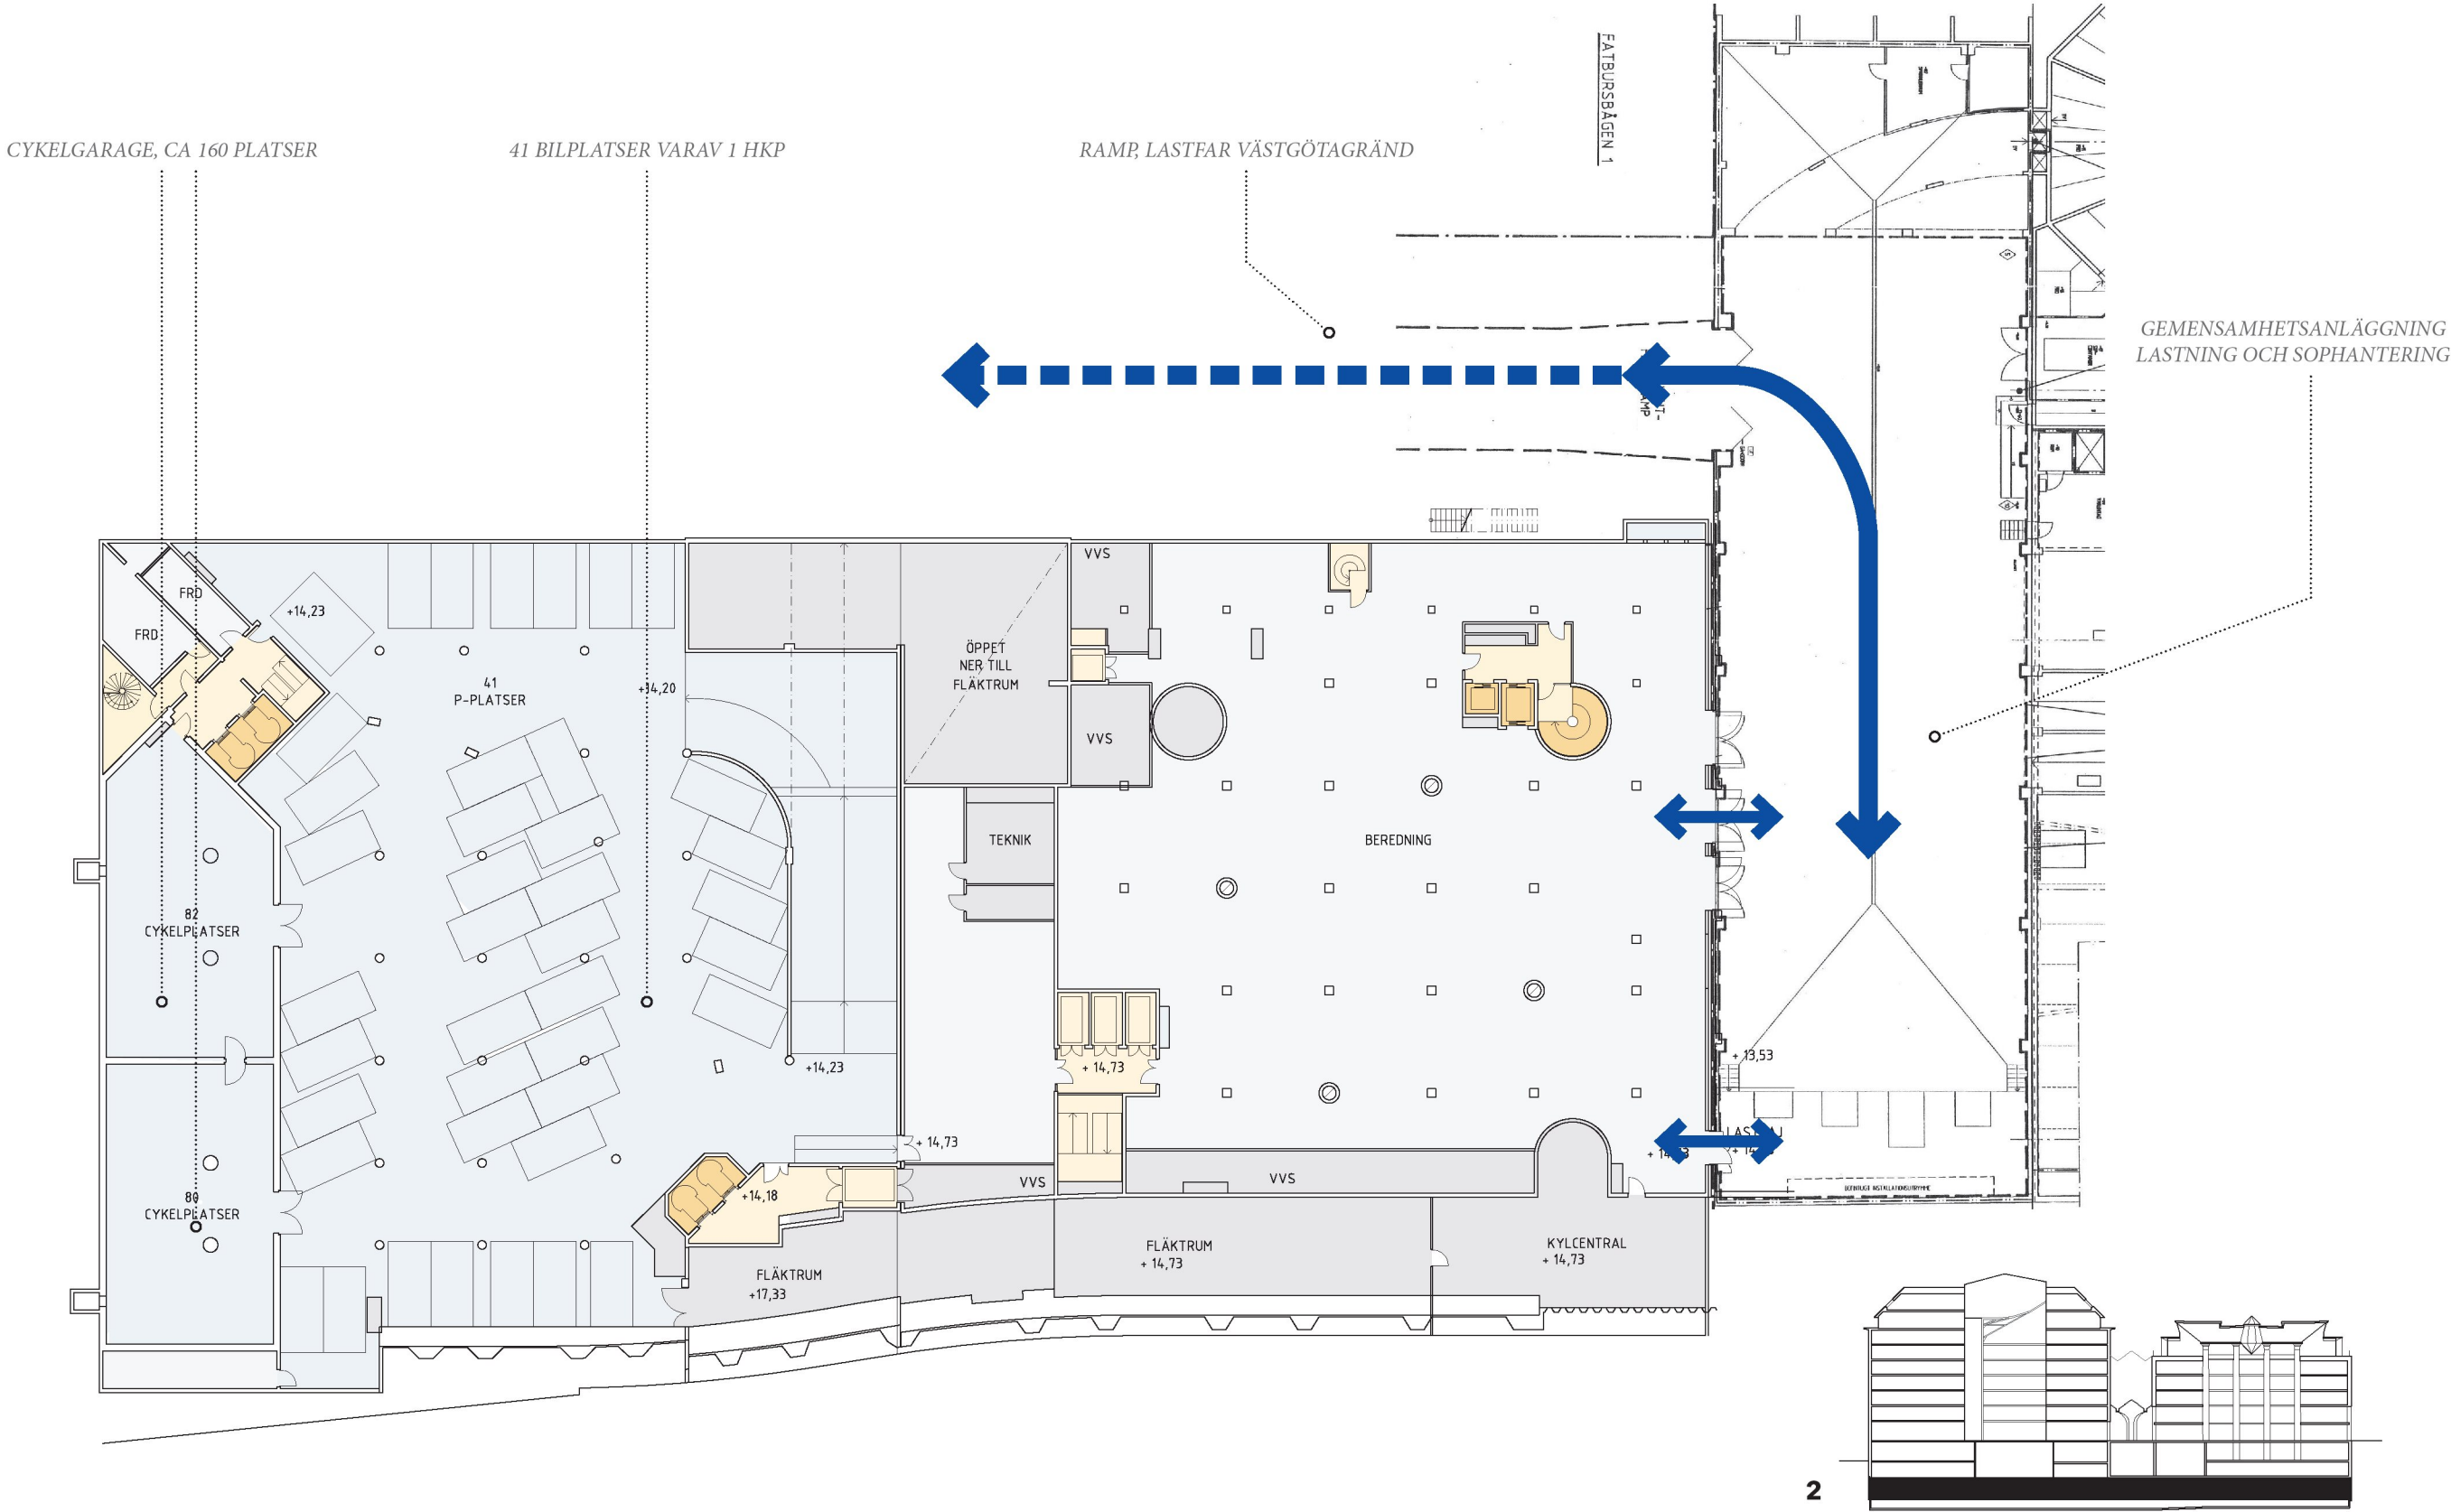 FATBURSBÅGEN 1
CYKELGARAGE, CA 160 PLATSER
41 BILPLATSER VARAV 1 HKP
RAMP, LASTFAR VÄSTGÖTAGRÄND
GEMENSAMHETSANLÄGGNING
LASTNING OCH SOPHANTERING
VVS
FRD
+14,23
FRD
ÖPPET
NER TILL
FLÄKTRUM
41
P-PLATSER
+14,20
VVS
TEKNIK
BEREDNING
82
CYKELPLATSER
+ 13,53
+ 14,73
+14,23
+ 14,73
VVS
VVS
+14,18
80
CYKELPLATSER
BEFINTLIGT INSTALLATIONSUTRYMME
FLÄKTRUM
+ 14,73
KYLCENTRAL
+ 14,73
FLÄKTRUM
+17,33
2